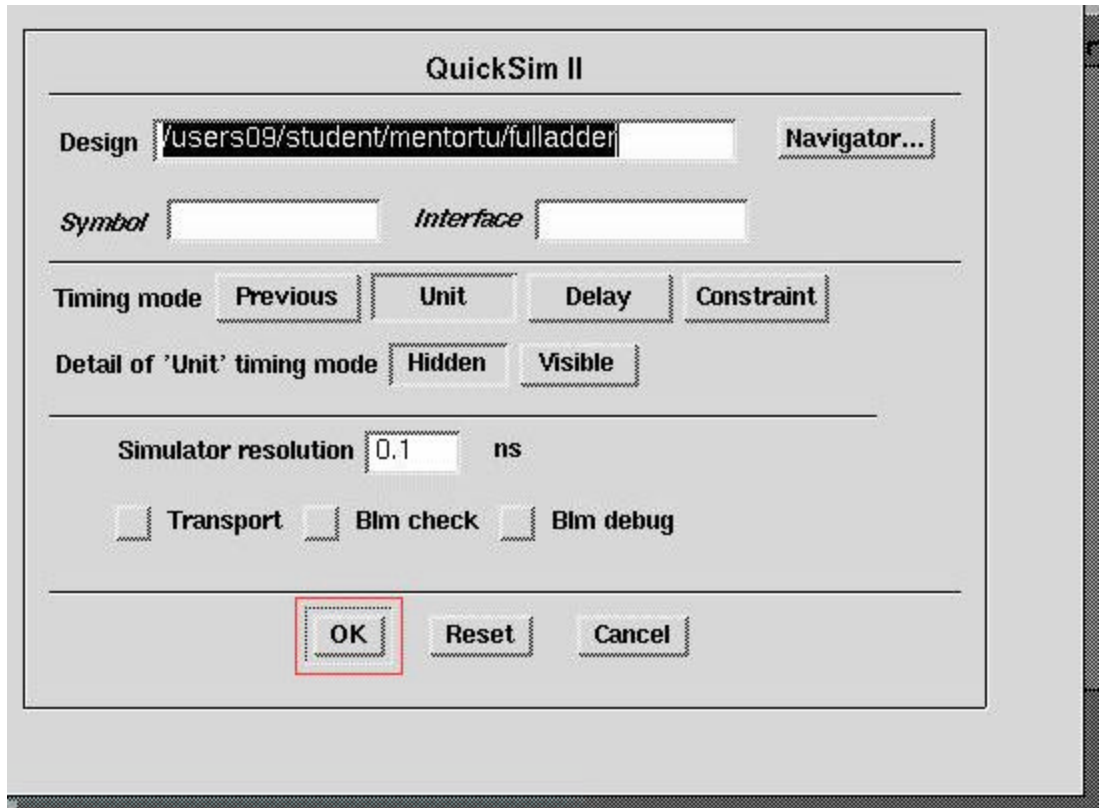 QuickSim II
Design /users09/student/mentortu/fulladder Navigator...
Symbol Interface
Timing mode Previous Unit Delay Constraint
Detail of 'Unit' timing mode Hidden Visible
Simulator resolution 0.1 ns
Transport Blm check Blm debug
OK Reset Cancel